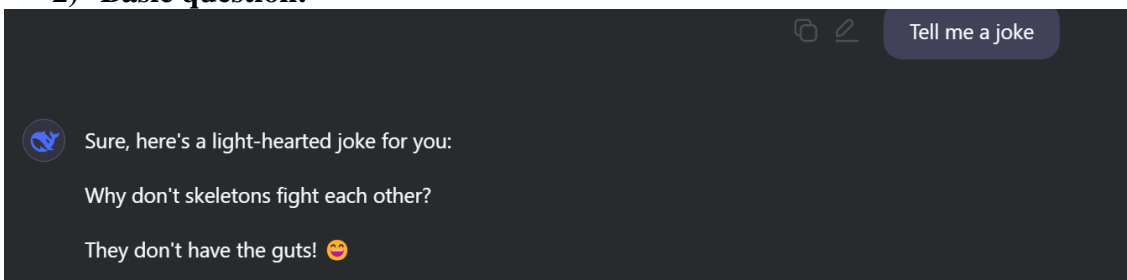 2) Basic question:
Tell me a joke
Sure, here's a light-hearted joke for you:
Why don't skeletons fight each other?
They don't have the guts! 😄